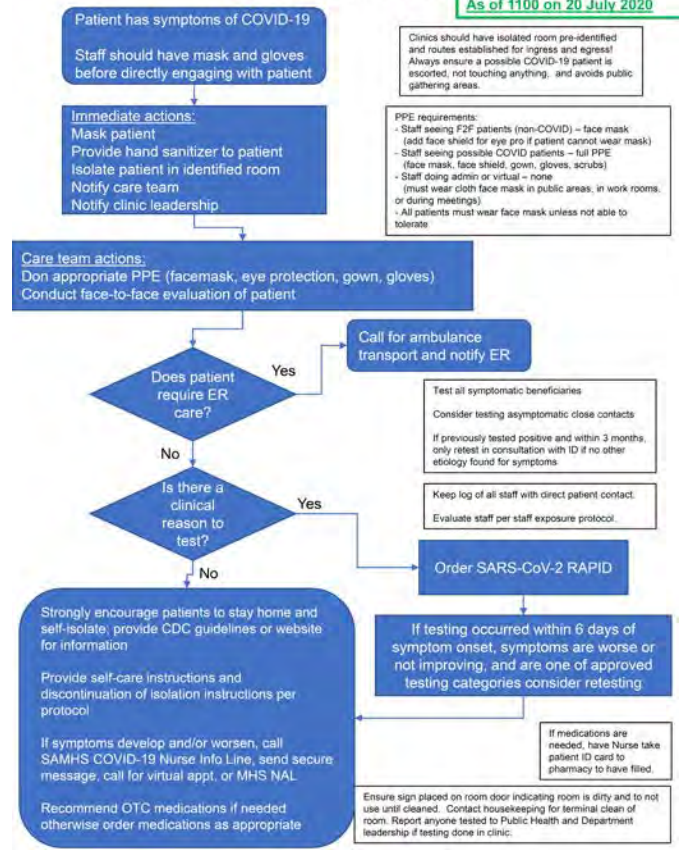 As of 1100 on 20 July 2020
Patient has symptoms of COVID-19
Staff should have mask and gloves
before directly engaging with patient
Clinics should have isolated room pre-identified
and routes established for ingress and egress!
Always ensure a possible COVID-19 patient is
escorted, not touching anything, and avoids public
gathering areas.
Immediate actions:
Mask patient
Provide hand sanitizer to patient
Isolate patient in identified room
Notify care team
Notify clinic leadership
PPE requirements:
- Staff seeing F2F patients (non-COVID) – face mask
(add face shield for eye pro if patient cannot wear mask)
- Staff seeing possible COVID patients – full PPE
(face mask, face shield, gown, gloves, scrubs)
- Staff doing admin or virtual – none
(must wear cloth face mask in public areas, in work rooms,
or during meetings)
- All patients must wear face mask unless not able to
tolerate
Care team actions:
Don appropriate PPE (facemask, eye protection, gown, gloves)
Conduct face-to-face evaluation of patient
Does patient
require ER
care?
Yes
Call for ambulance
transport and notify ER
No
Test all symptomatic beneficiaries
Consider testing asymptomatic close contacts
If previously tested positive and within 3 months,
only retest in consultation with ID if no other
etiology found for symptoms
Is there a
clinical
reason to
test?
Yes
Keep log of all staff with direct patient contact.
Evaluate staff per staff exposure protocol.
No
Order SARS-CoV-2 RAPID
If testing occurred within 6 days of
symptom onset, symptoms are worse or
not improving, and are one of approved
testing categories consider retesting
Strongly encourage patients to stay home and
self-isolate; provide CDC guidelines or website
for information
Provide self-care instructions and
discontinuation of isolation instructions per
protocol
If symptoms develop and/or worsen, call
SAMHS COVID-19 Nurse Info Line, send secure
message, call for virtual appt, or MHS NAL
Recommend OTC medications if needed
otherwise order medications as appropriate
If medications are
needed, have Nurse take
patient ID card to
pharmacy to have filled.
Ensure sign placed on room door indicating room is dirty and to not
use until cleaned. Contact housekeeping for terminal clean of
room. Report anyone tested to Public Health and Department
leadership if testing done in clinic.